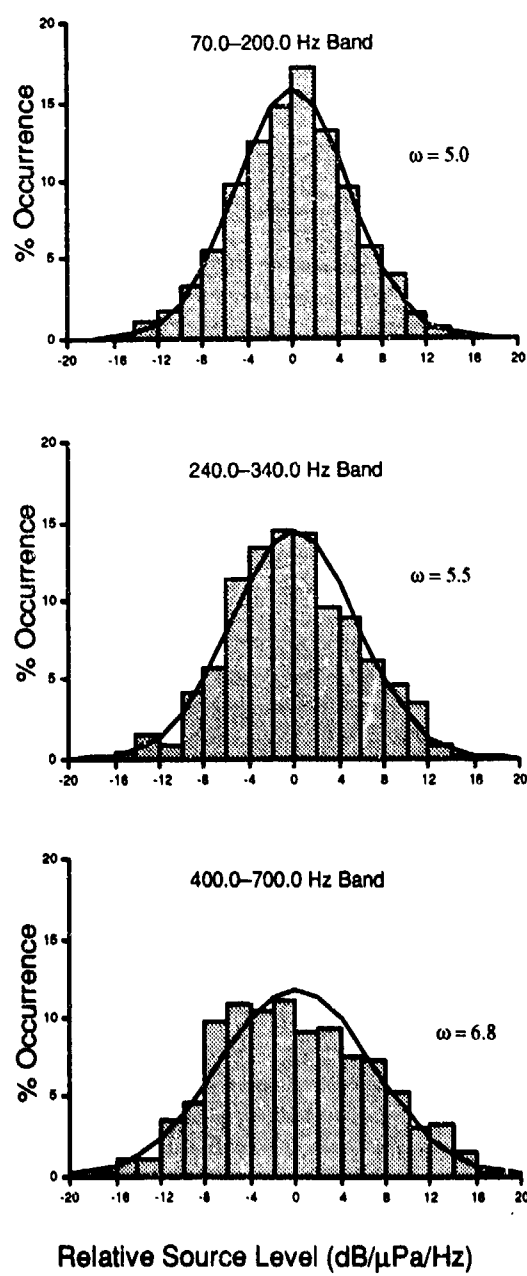 70.0–200.0 Hz Band
% Occurrence
20
15
10
5
0
ω = 5.0
-20 -16 -12 -8 -4 0 4 8 12 16 20
240.0–340.0 Hz Band
% Occurrence
20
15
10
5
0
ω = 5.5
-20 -16 -12 -8 -4 0 4 8 12 16 20
400.0–700.0 Hz Band
% Occurrence
20
15
10
5
0
ω = 6.8
-20 -16 -12 -8 -4 0 4 8 12 16 20
Relative Source Level (dB/μPa/Hz)